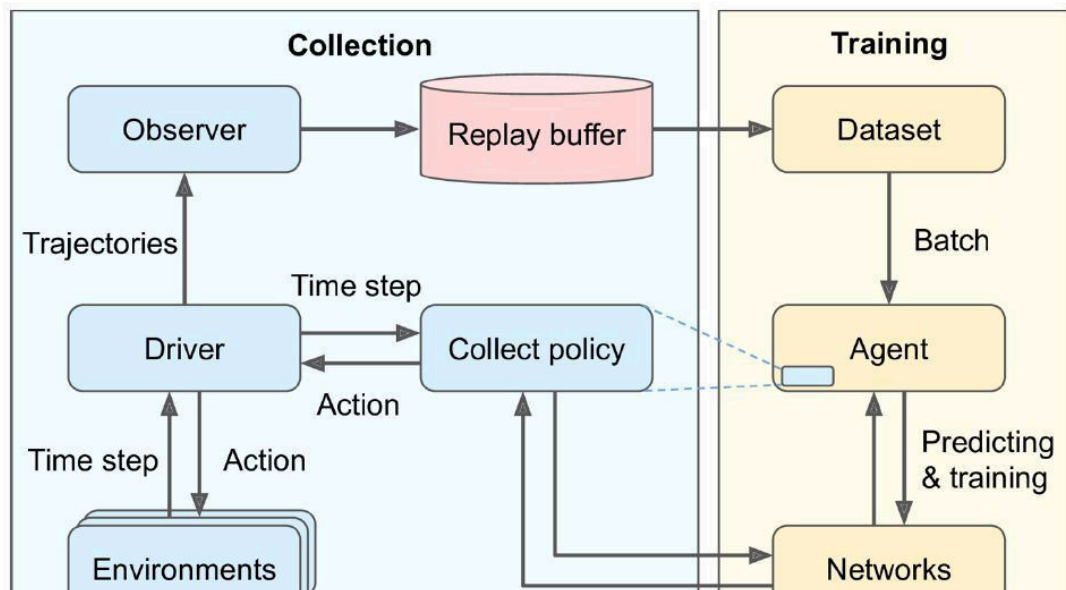 Collection
Training
Observer
Replay buffer
Dataset
Trajectories
Batch
Time step
Driver
Collect policy
Agent
Action
Time step
Action
Predicting
& training
Environments
Networks